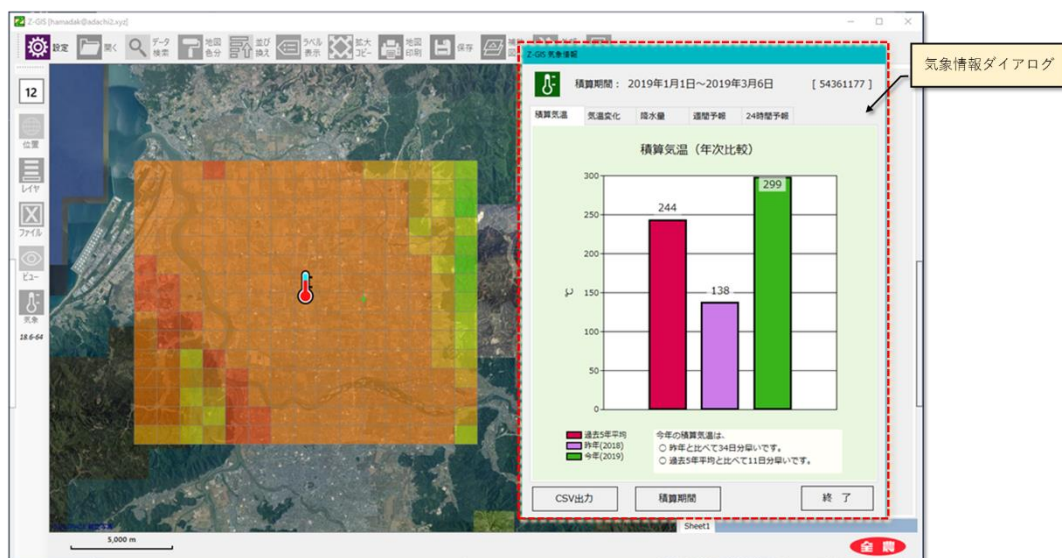 Z-GIS [hamadak@adachi2.xyz]
設定
開く
データ検索
地図色分
並び換え
ラベル表示
拡大コピー
地図印刷
保存
12
位置
レイヤ
ファイル
ビュー
気象
18.6-64
Z-GIS 気象情報
積算期間: 2019年1月1日~2019年3月6日 [ 54361177 ]
積算気温 気温変化 降水量 週間予報 24時間予報
積算気温(年次比較)
300
250
200
150
100
50
0
℃
244
138
299
過去5年平均
昨年(2018)
今年(2019)
今年の積算気温は、
○ 昨年と比べて34日分早いです。
○ 過去5年平均と比べて11日分早いです。
CSV出力 積算期間 終 了
気象情報ダイアログ
5,000 m
Sheet1
全農